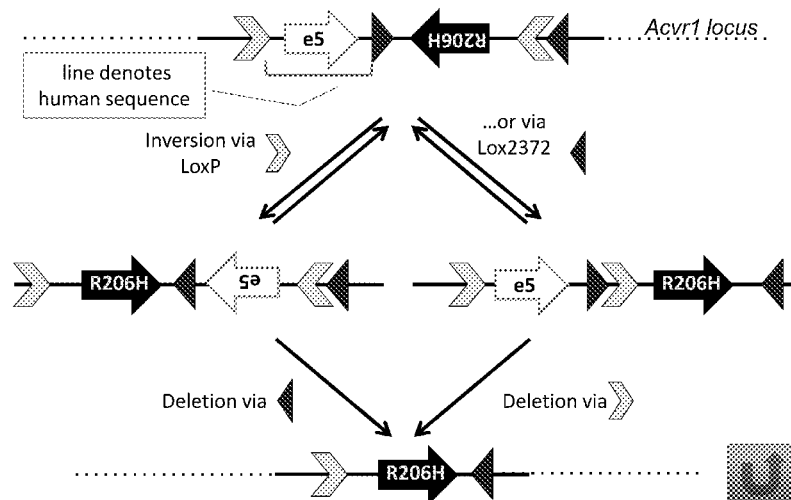 e5
R206H
Acvr1 locus
line denotes
human sequence
Inversion via
LoxP
...or via
Lox2372
R206H
e5
e5
R206H
Deletion via
Deletion via
R206H